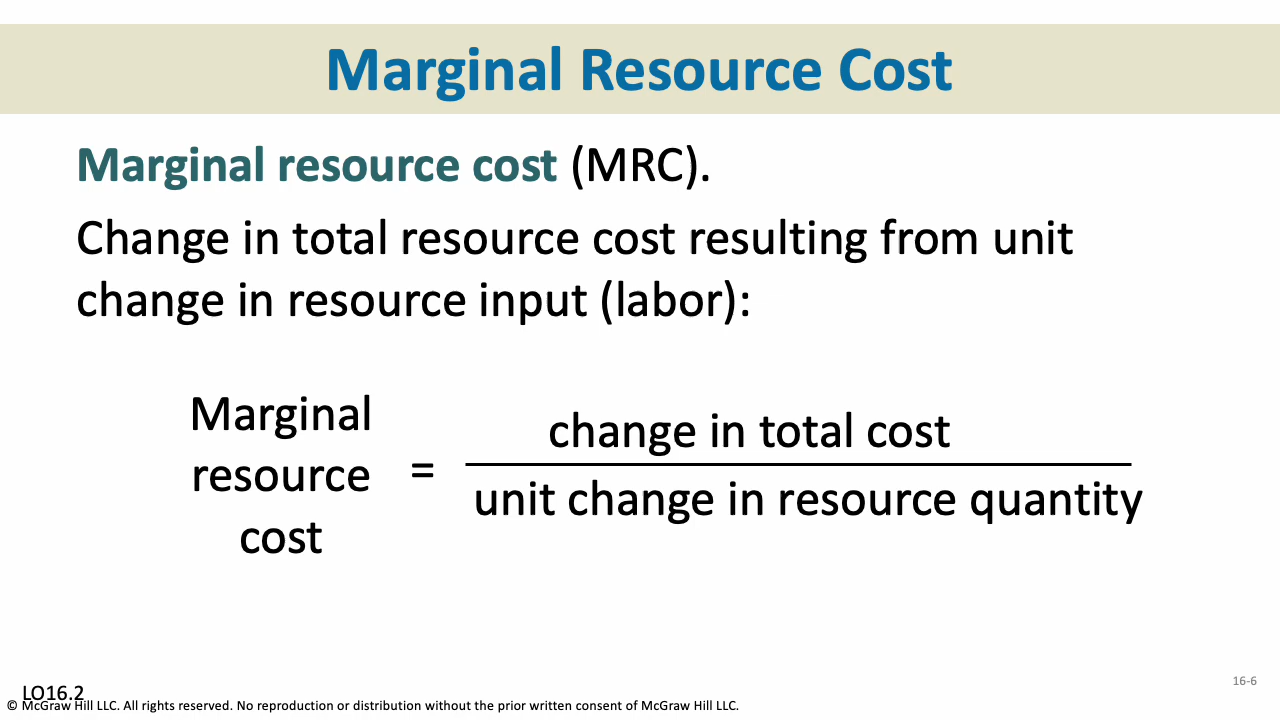 Marginal Resource Cost
Marginal resource cost (MRC).
Change in total resource cost resulting from unit
change in resource input (labor):
Marginal
resource
cost
=
change in total cost
unit change in resource quantity
LO16.2
© McGraw Hill LLC. All rights reserved. No reproduction or distribution without the prior written consent of McGraw Hill LLC.
16-6